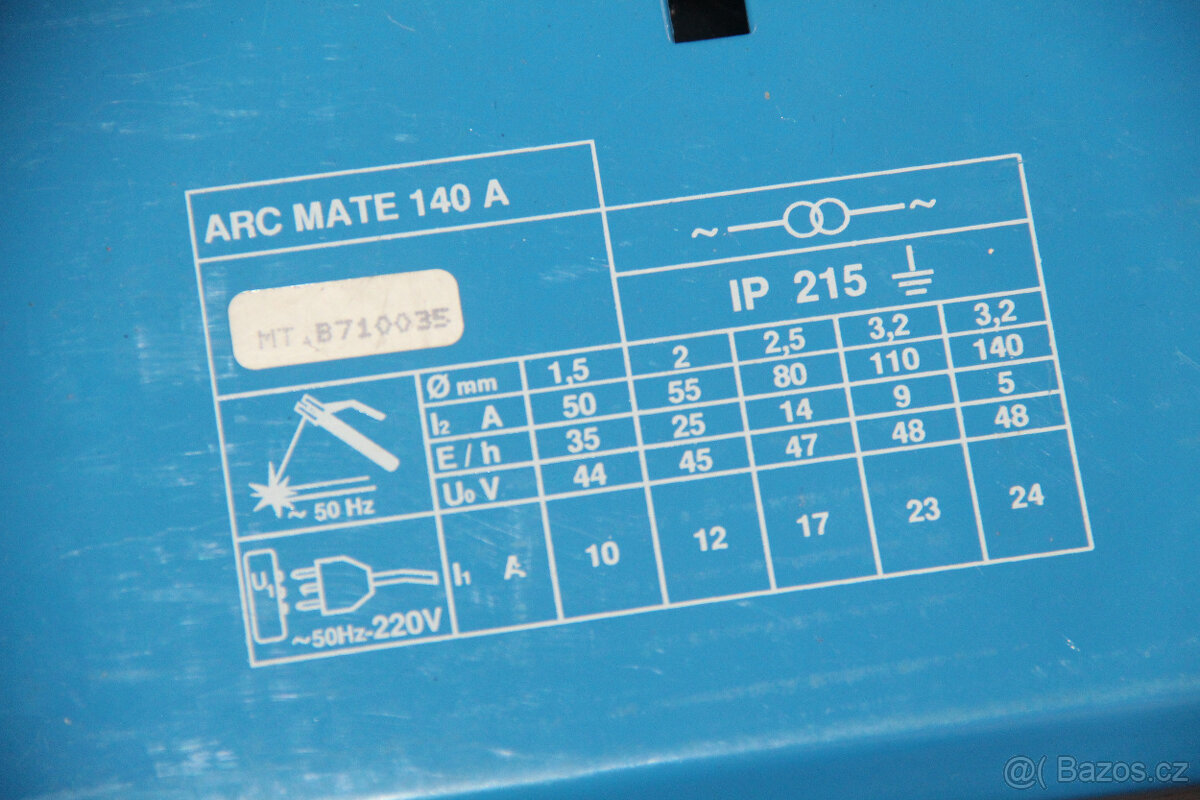 ARC MATE 140 A
~ ~
IP 215
MT.B710035
Ø mm 1,5 2 2,5 3,2 3,2
I₂ A 50 55 80 110 140
E / h 35 25 14 9 5
U₀ V 44 45 47 48 48
~ 50 Hz
U₁ I₁ A 10 12 17 23 24
~50Hz-220V
@( Bazos.cz